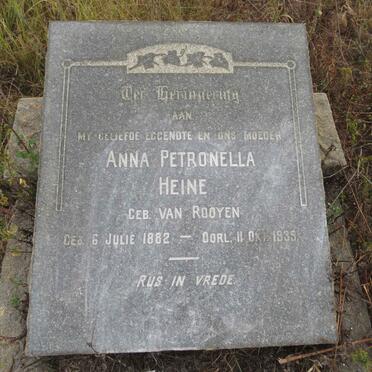 Ter Herinnering
AAN
MY GELIEFDE EGGENOTE EN ONS MOEDER
ANNA PETRONELLA
HEINE
GEB. VAN ROOYEN
GEB. 6 JULIE 1882 — OORL. 11 OKT. 1935.
RUS IN VREDE.